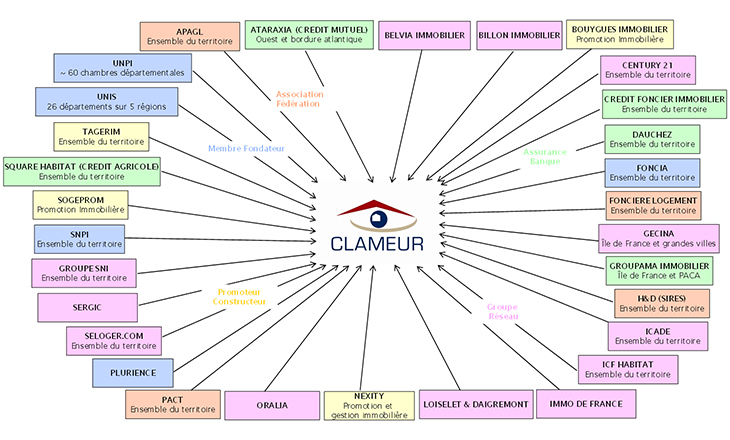 APAGL
Ensemble du territoire
ATARAXIA (CREDIT MUTUEL)
Ouest et bordure atlantique
BELVIA IMMOBILIER
BILLON IMMOBILIER
BOUYGUES IMMOBILIER
Promotion Immobilière
UNPI
~ 60 chambres départementales
CENTURY 21
Ensemble du territoire
UNIS
26 départements sur 5 régions
Association
Fédération
CREDIT FONCIER IMMOBILIER
Ensemble du territoire
TAGERIM
Ensemble du territoire
Membre Fondateur
Assurance
Banque
DAUCHEZ
Ensemble du territoire
SQUARE HABITAT (CREDIT AGRICOLE)
Ensemble du territoire
FONCIA
Ensemble du territoire
SOGEPROM
Promotion Immobilière
FONCIERE LOGEMENT
Ensemble du territoire
SNPI
Ensemble du territoire
CLAMEUR
GECINA
Île de France et grandes villes
GROUPE SNI
Ensemble du territoire
GROUPAMA IMMOBILIER
Île de France et PACA
SERGIC
Promoteur
Constructeur
Groupe
Réseau
H&D (SIRES)
Ensemble du territoire
SELOGER.COM
Ensemble du territoire
ICADE
Ensemble du territoire
PLURIENCE
ICF HABITAT
Ensemble du territoire
PACT
Ensemble du territoire
ORALIA
NEXITY
Promotion et
gestion immobilière
LOISELET & DAIGREMONT
IMMO DE FRANCE